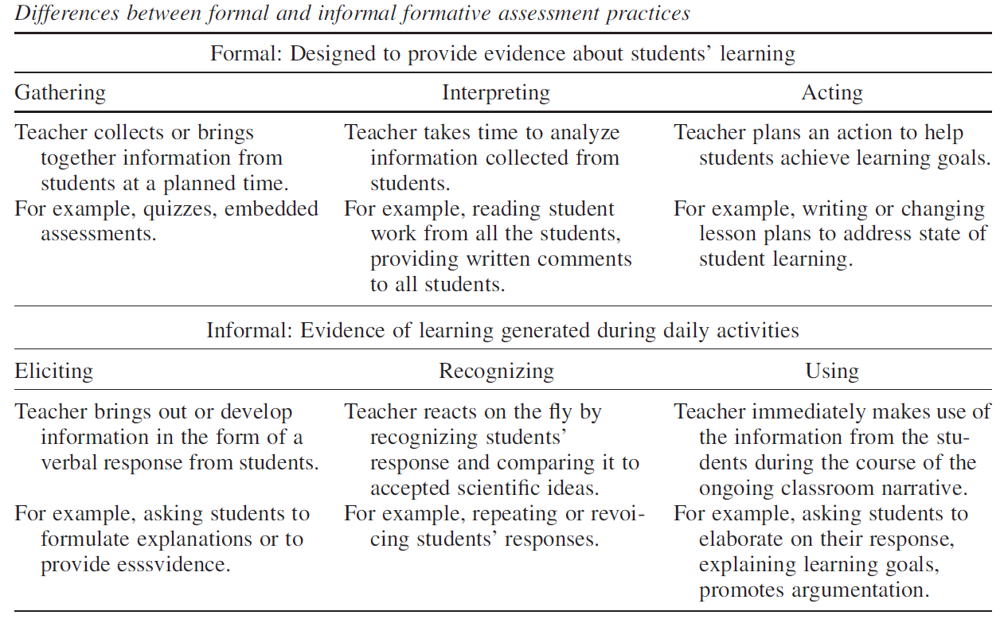 Differences between formal and informal formative assessment practices
Formal: Designed to provide evidence about students’ learning
Gathering
Interpreting
Acting
Teacher collects or brings
together information from
students at a planned time.
For example, quizzes, embedded
assessments.
Teacher takes time to analyze
information collected from
students.
For example, reading student
work from all the students,
providing written comments
to all students.
Teacher plans an action to help
students achieve learning goals.
For example, writing or changing
lesson plans to address state of
student learning.
Informal: Evidence of learning generated during daily activities
Eliciting
Recognizing
Using
Teacher brings out or develop
information in the form of a
verbal response from students.
For example, asking students to
formulate explanations or to
provide esssvidence.
Teacher reacts on the fly by
recognizing students’
response and comparing it to
accepted scientific ideas.
For example, repeating or revoi-
cing students’ responses.
Teacher immediately makes use of
the information from the stu-
dents during the course of the
ongoing classroom narrative.
For example, asking students to
elaborate on their response,
explaining learning goals,
promotes argumentation.